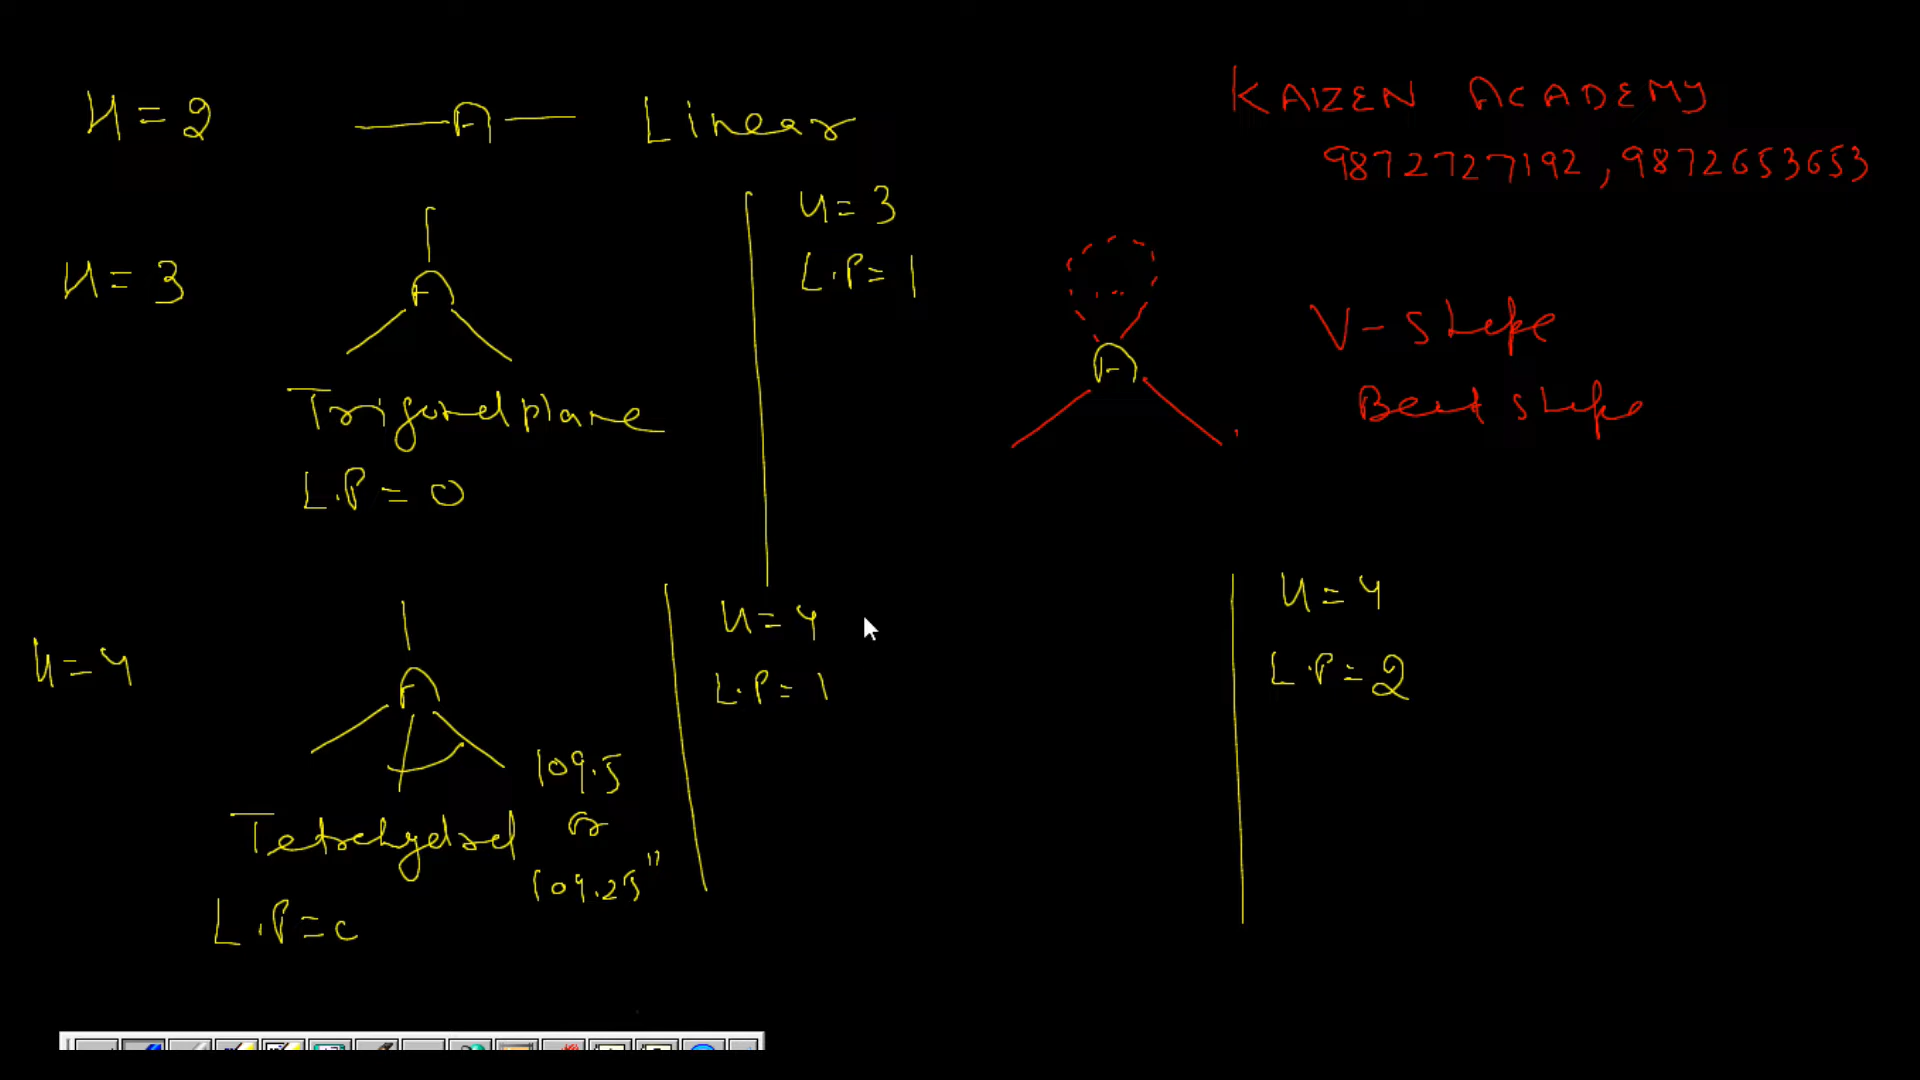 H = 2 —A— Linear
KAIZEN ACADEMY
9872727192, 9872653653
H = 3
A
Trigonal plane
L.P = 0
H = 3
L.P = 1
A
V-Shape
Bent shape
H = 4
A
109.5
or
109.25"
Tetrahydral
L.P = 0
H = 4
L.P = 1
H = 4
L.P = 2